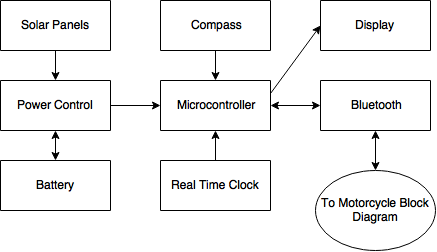 Solar Panels
Compass
Display
Power Control
Microcontroller
Bluetooth
Battery
Real Time Clock
To Motorcycle Block
Diagram